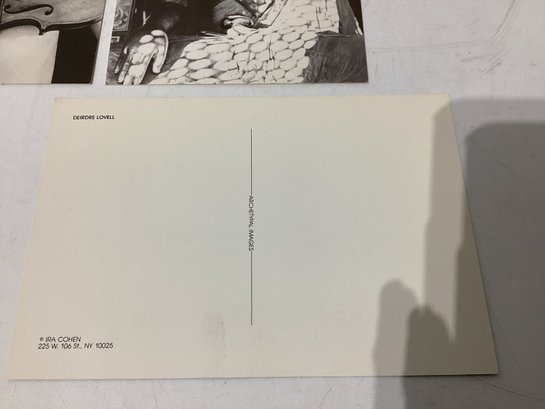 DEIRDRE LOVELL
ARCHETYPAL IMAGES
© IRA COHEN
225 W. 106 St., NY 10025